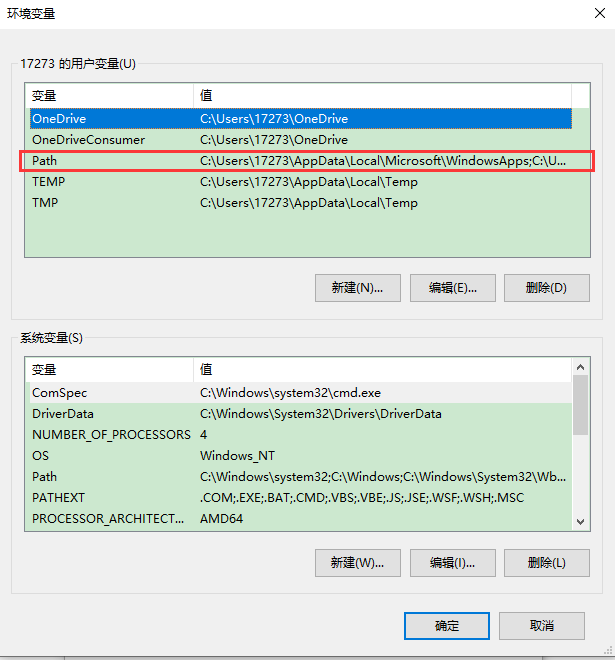 环境变量
17273 的用户变量(U)
变量 值
OneDrive C:\Users\17273\OneDrive
OneDriveConsumer C:\Users\17273\OneDrive
Path C:\Users\17273\AppData\Local\Microsoft\WindowsApps;C:\U...
TEMP C:\Users\17273\AppData\Local\Temp
TMP C:\Users\17273\AppData\Local\Temp
新建(N)... 编辑(E)... 删除(D)
系统变量(S)
变量 值
ComSpec C:\Windows\system32\cmd.exe
DriverData C:\Windows\System32\Drivers\DriverData
NUMBER_OF_PROCESSORS 4
OS Windows_NT
Path C:\Windows\system32;C:\Windows;C:\Windows\System32\Wb...
PATHEXT .COM;.EXE;.BAT;.CMD;.VBS;.VBE;.JS;.JSE;.WSF;.WSH;.MSC
PROCESSOR_ARCHITECT... AMD64
新建(W)... 编辑(I)... 删除(L)
确定 取消